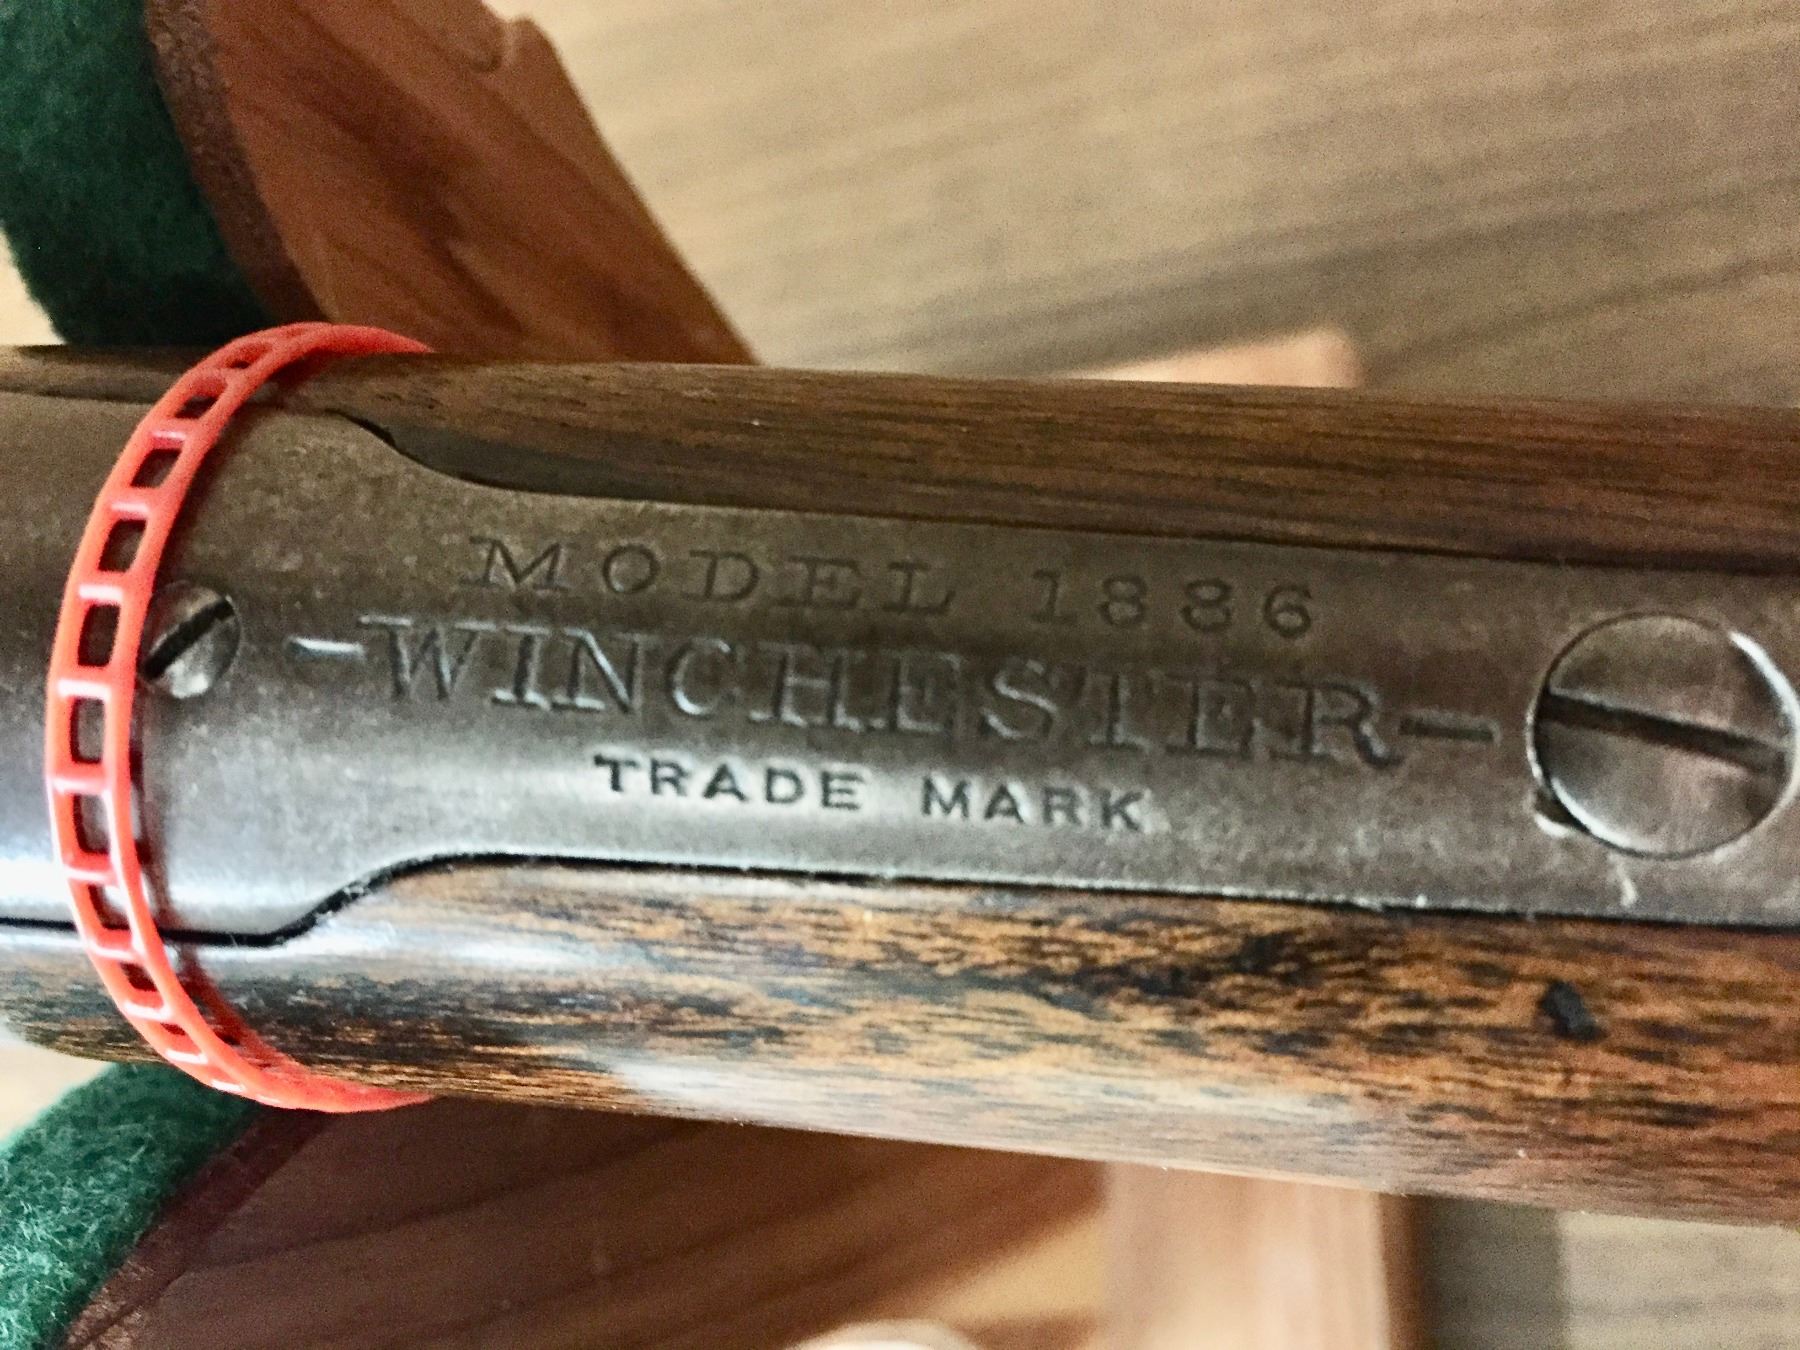 MODEL 1886
-WINCHESTER-
TRADE MARK